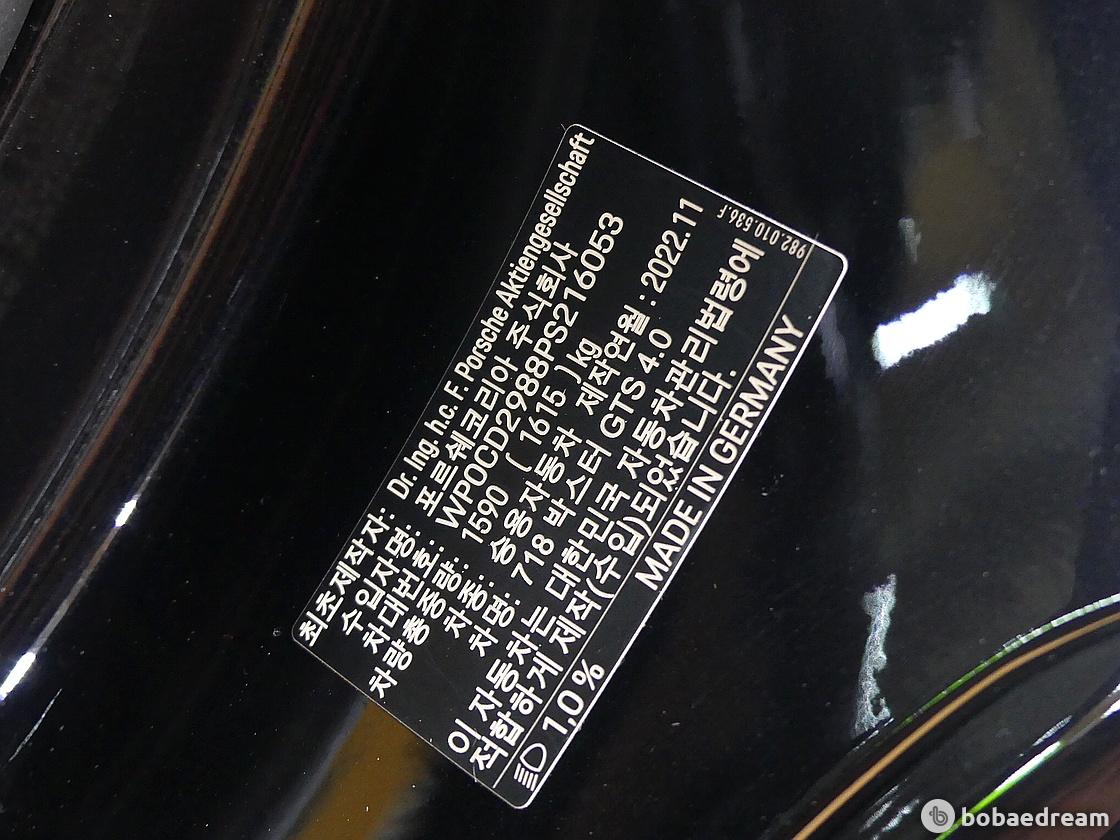 최초제작자: Dr. Ing. h.c. F. Porsche Aktiengesellschaft
수입자명: 포르쉐코리아 주식회사
차대번호: WP0CD2988PS216053
차량총중량: 1590 ( 1615 ) kg
차종: 승용자동차 제작연월: 2022.11
차명: 718 박스터 GTS 4.0
이 자동차는 대한민국 자동차관리법령에
적합하게 제작(수입)되었습니다.
1.0 % MADE IN GERMANY
982.010.536.F
bobaedream